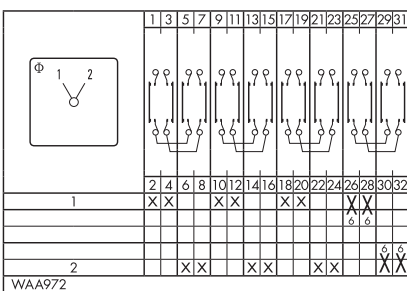 1 3 5 7 9 11 13 15 17 19 21 23 25 27 29 31
Φ 1 2
2 4 6 8 10 12 14 16 18 20 22 24 26 28 30 32
1 X X X X X X X X
6 6
6 6
2 X X X X X X X X
WAA972